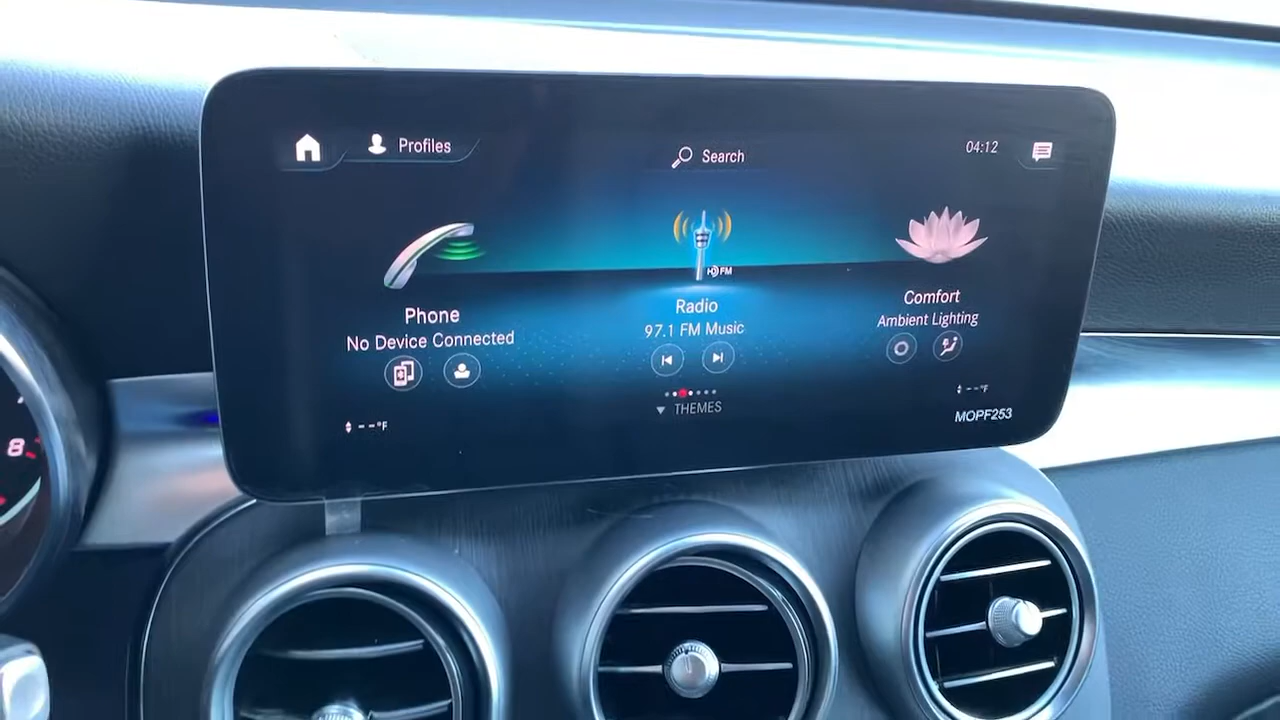 Profiles
Search
04:12
HD FM
Phone
No Device Connected
Radio
97.1 FM Music
Comfort
Ambient Lighting
THEMES
-- °F
-- °F
MOPF253
8